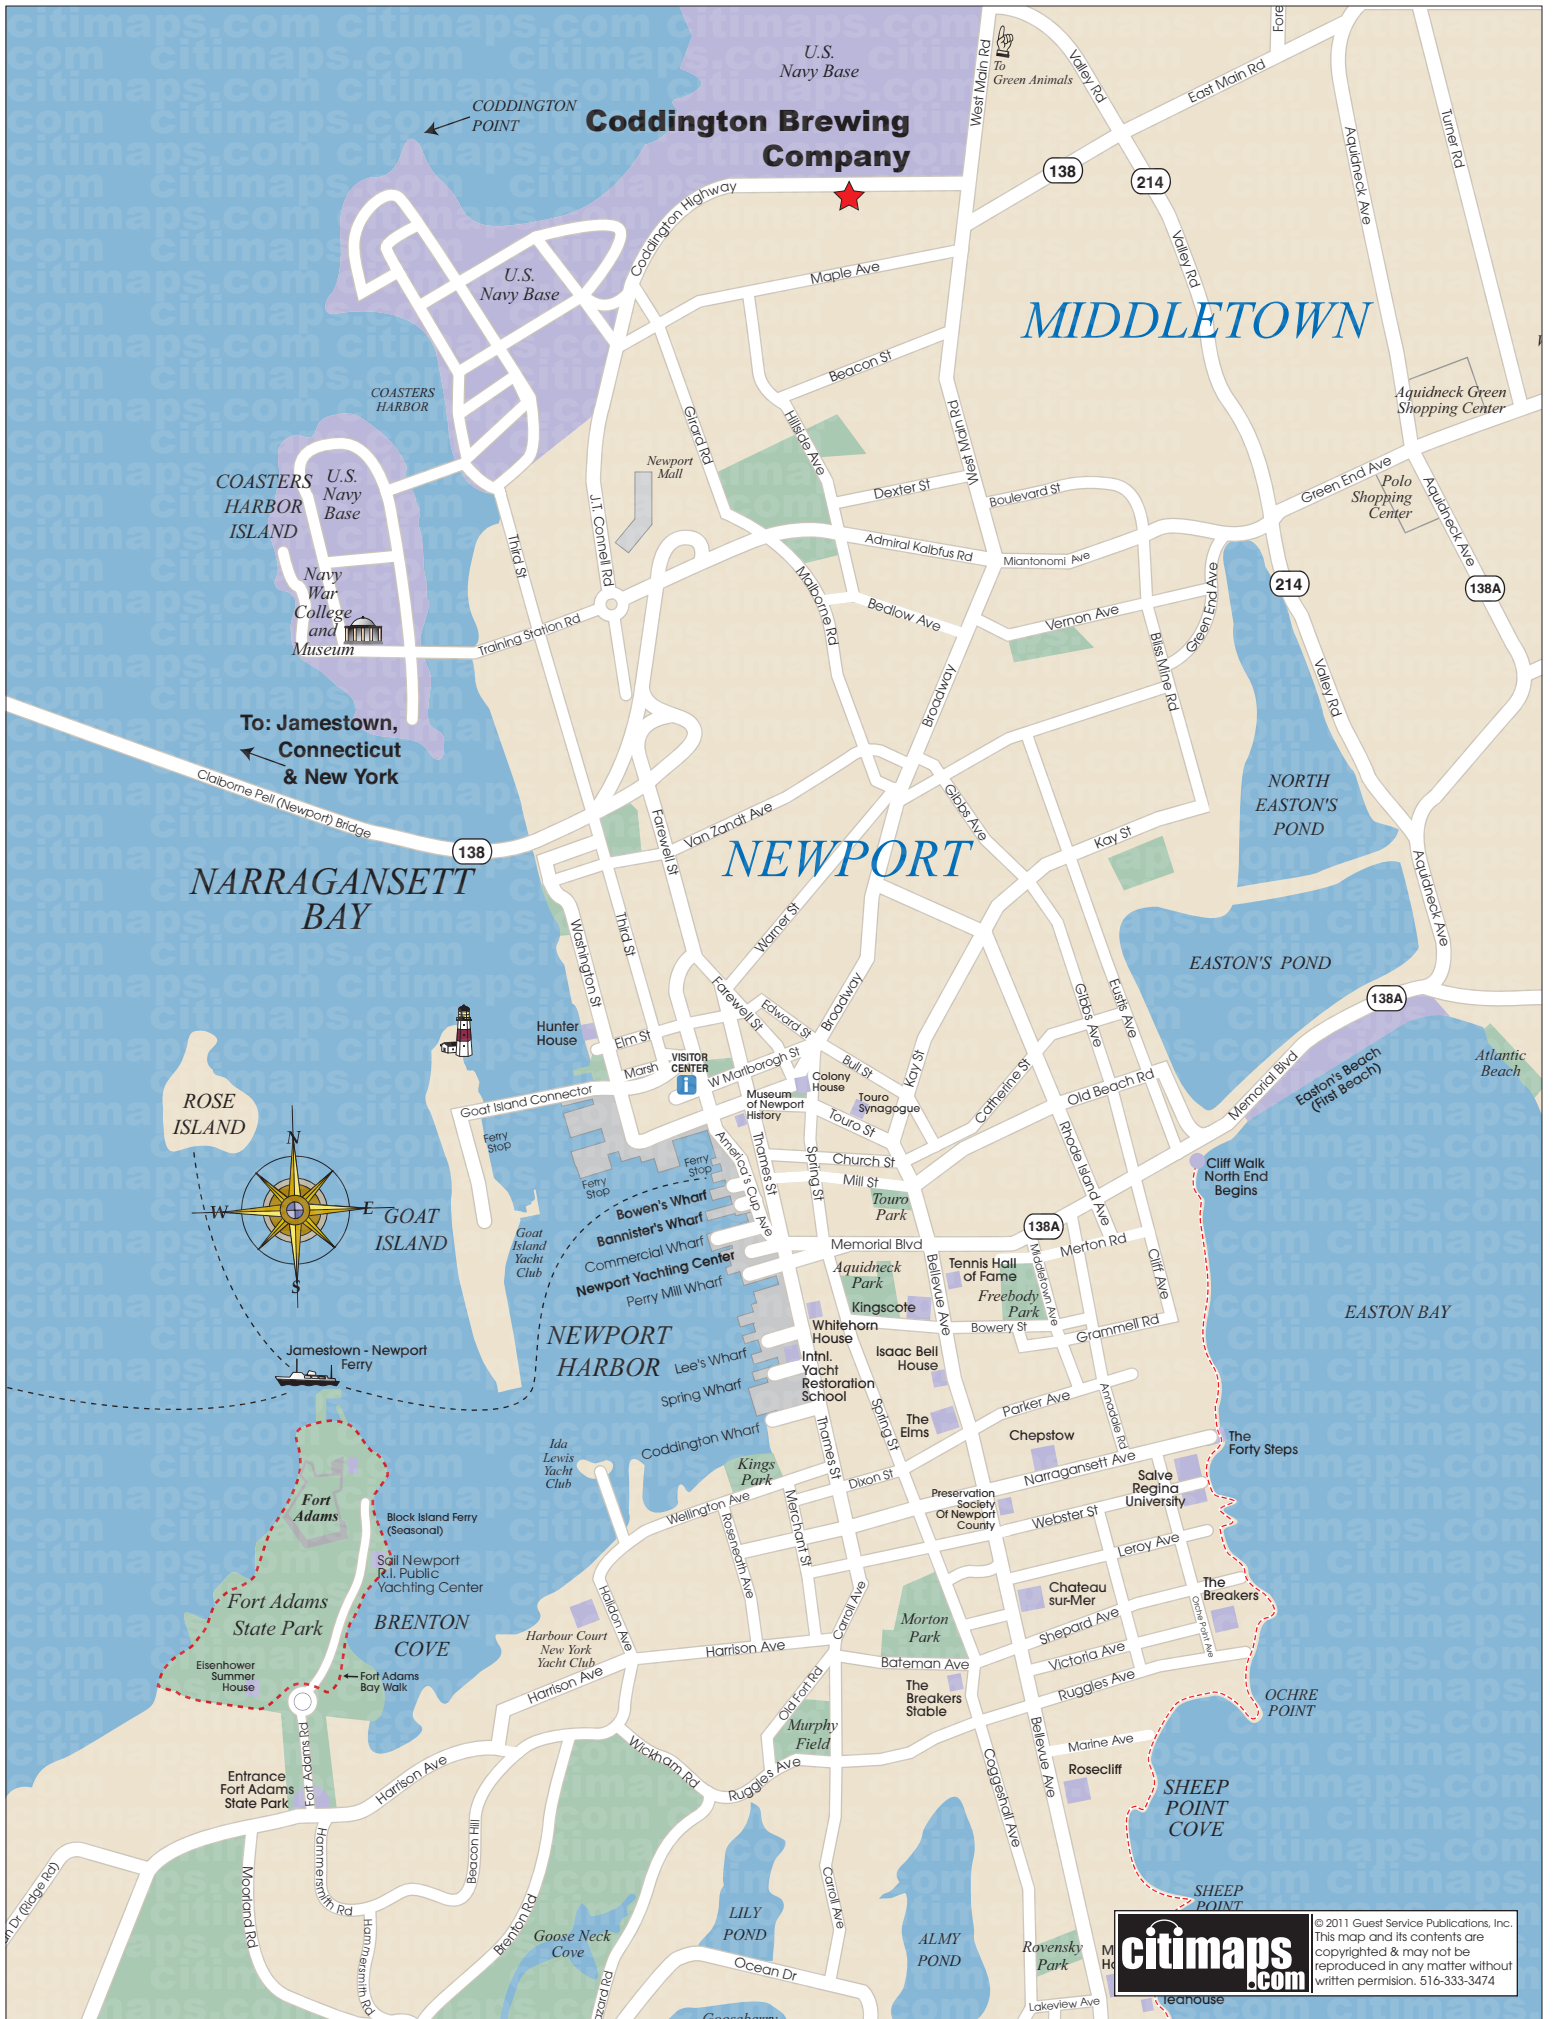 U.S.
Navy Base
CODDINGTON
POINT
Coddington Brewing
Company
West Main Rd
To
Green Animals
Valley Rd
East Main Rd
Fore
Turner Rd
Aquidneck Ave
138
214
Coddington Highway
Valley Rd
Maple Ave
U.S.
Navy Base
MIDDLETOWN
Beacon St
COASTERS
HARBOR
Aquidneck Green
Shopping Center
Girard Rd
Hillside Ave
West Main Rd
Newport
Mall
COASTERS
HARBOR
ISLAND
U.S.
Navy
Base
Dexter St
Boulevard St
Green End Ave
Polo
Shopping
Center
Aquidneck Ave
J.T. Connell Rd
Third St
Admiral Kalbfus Rd
Miantonomi Ave
Navy
War
College
and
Museum
Malborne Rd
Bedlow Ave
Vernon Ave
Green End Ave
214
138A
Training Station Rd
Bliss Mine Rd
Valley Rd
Broadway
To: Jamestown,
Connecticut
& New York
Claiborne Pell (Newport) Bridge
138
NORTH
EASTON'S
POND
Gibbs Ave
Farewell St
Van Zandt Ave
Kay St
NEWPORT
NARRAGANSETT
BAY
Aquidneck Ave
Washington St
Third St
Warner St
EASTON'S POND
Farewell St
Edward St
Broadway
Gibbs Ave
Eustis Ave
138A
Hunter
House
Elm St
Marsh
VISITOR
CENTER
W Marlborogh St
Bull St
Kay St
Catherine St
Old Beach Rd
Memorial Blvd
Easton's Beach
(First Beach)
Atlantic
Beach
ROSE
ISLAND
Goat Island Connector
Colony
House
Museum
of Newport
History
Touro
Synagogue
Touro St
Ferry
Stop
Ferry
Stop
Ferry
Stop
America's Cup Ave
Thames St
Spring St
Church St
Mill St
Touro
Park
Rhode Island Ave
Cliff Walk
North End
Begins
N
W
E
S
GOAT
ISLAND
Goat
Island
Yacht
Club
Bowen's Wharf
Bannister's Wharf
Commercial Wharf
Newport Yachting Center
Perry Mill Wharf
138A
Memorial Blvd
Merton Rd
Aquidneck
Park
Bellevue Ave
Tennis Hall
of Fame
Middletown Ave
Cliff Ave
Freebody
Park
Kingscote
EASTON BAY
NEWPORT
HARBOR
Whitehorn
House
Bowery St
Grammell Rd
Isaac Bell
House
Jamestown - Newport
Ferry
Lee's Wharf
Intnl.
Yacht
Restoration
School
Spring Wharf
Annadale Rd
Parker Ave
The
Elms
Spring St
Coddington Wharf
Thames St
Chepstow
The
Forty Steps
Ida
Lewis
Yacht
Club
Kings
Park
Dixon St
Narragansett Ave
Salve
Regina
University
Fort
Adams
Wellington Ave
Merchant St
Preservation
Society
Of Newport
County
Webster St
Block Island Ferry
(Seasonal)
Roseneath Ave
Leroy Ave
Sail Newport
R.I. Public
Yachting Center
Fort Adams
State Park
BRENTON
COVE
Halidon Ave
Carroll Ave
Chateau
sur-Mer
The
Breakers
Morton
Park
Shepard Ave
Orche Point Ave
Harbour Court
New York
Yacht Club
Harrison Ave
Bateman Ave
Victoria Ave
Eisenhower
Summer
House
Fort Adams
Bay Walk
Harrison Ave
Old Fort Rd
The
Breakers
Stable
Ruggles Ave
OCHRE
POINT
Murphy
Field
Fort Adams Rd
Wickham Rd
Bellevue Ave
Marine Ave
Entrance
Fort Adams
State Park
Harrison Ave
Ruggles Ave
Coggeshall Ave
Rosecliff
SHEEP
POINT
COVE
Hammersmith Rd
Beacon Hill
Moorland Rd
Carroll Ave
SHEEP
POINT
n Dr (Ridge Rd)
Hammersmith Rd
Brenton Rd
Goose Neck
Cove
LILY
POND
ALMY
POND
Rovensky
Park
Ocean Dr
azard Rd
Lakeview Ave
Teahouse
Gooseberry
citimaps
.com
© 2011 Guest Service Publications, Inc.
This map and its contents are
copyrighted & may not be
reproduced in any matter without
written permision. 516-333-3474